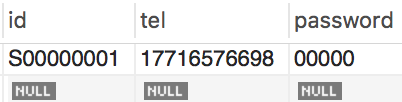 id tel password
S00000001 17716576698 00000
NULL NULL NULL